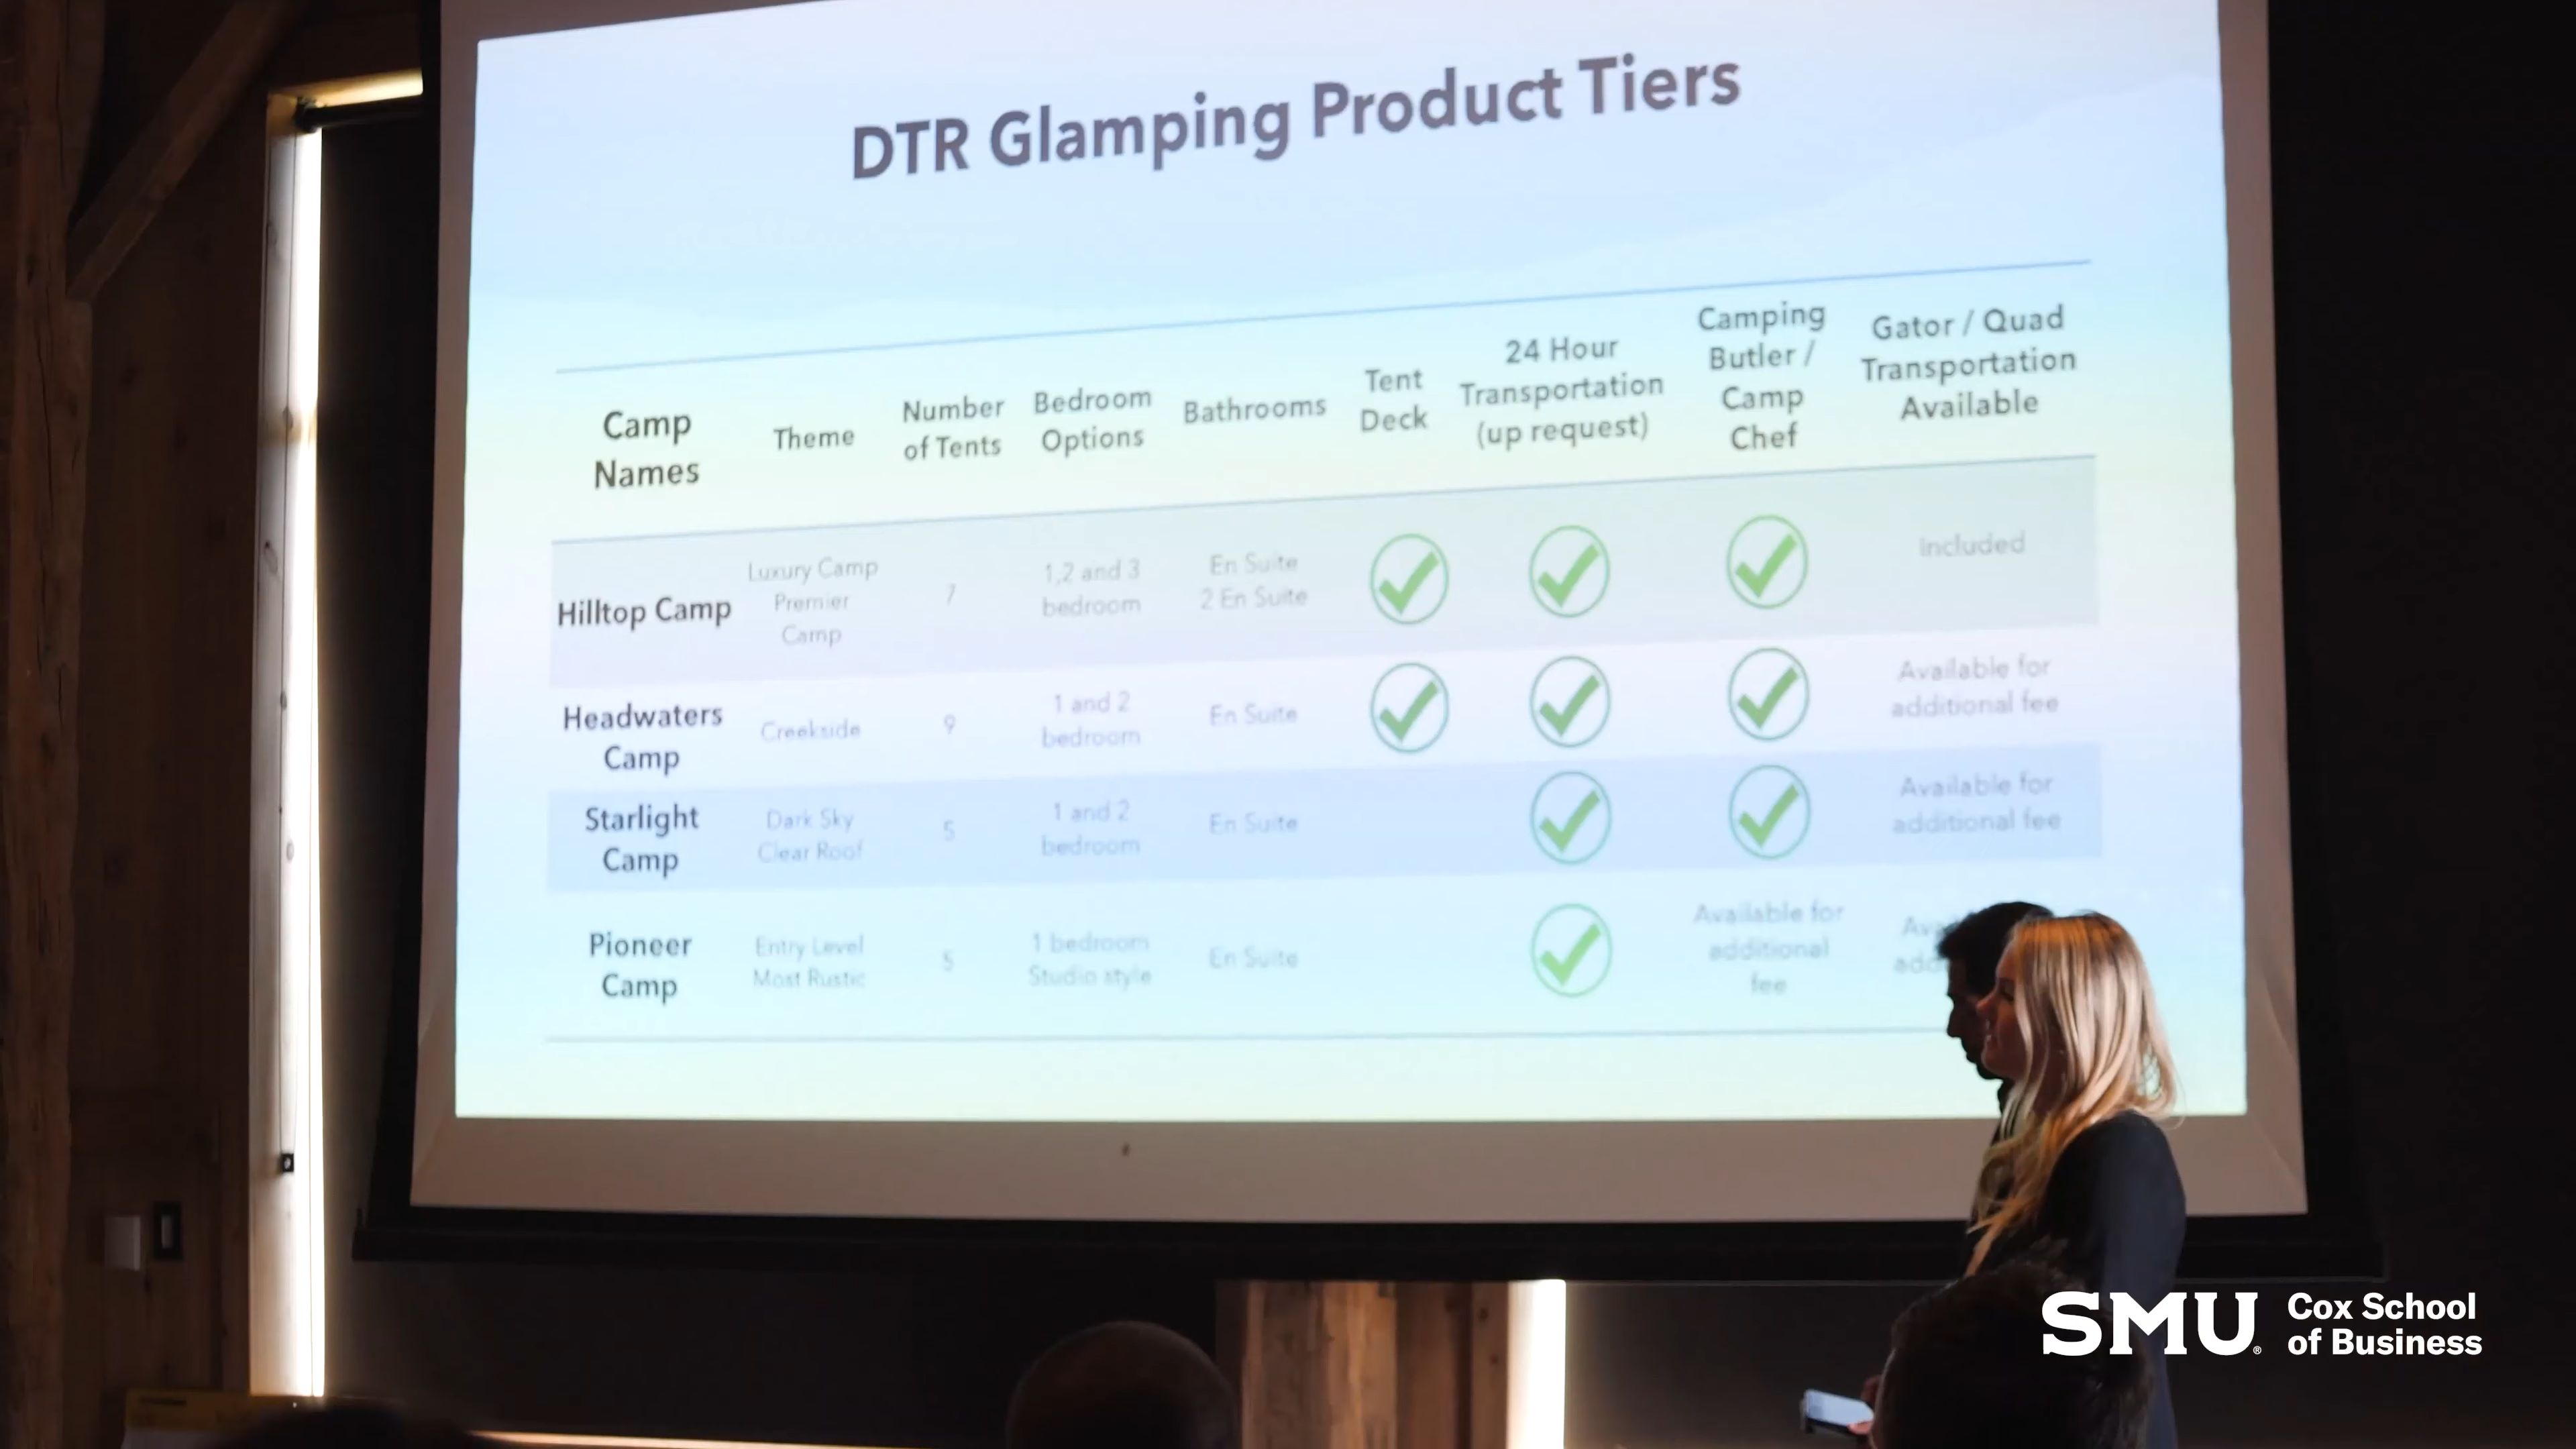 DTR Glamping Product Tiers
Camp
Names
Theme
Number
of Tents
Bedroom
Options
Bathrooms
Tent
Deck
24 Hour
Transportation
(up request)
Camping
Butler /
Camp
Chef
Gator / Quad
Transportation
Available
Hilltop Camp
Luxury Camp
Premier
Camp
7
1,2 and 3
bedroom
En Suite
2 En Suite
Included
Headwaters
Camp
Creekside
9
1 and 2
bedroom
En Suite
Available for
additional fee
Starlight
Camp
Dark Sky
Clear Roof
5
1 and 2
bedroom
En Suite
Available for
additional fee
Pioneer
Camp
Entry Level
Most Rustic
5
1 bedroom
Studio style
En Suite
Available for
additional
fee
SMU®
Cox School
of Business